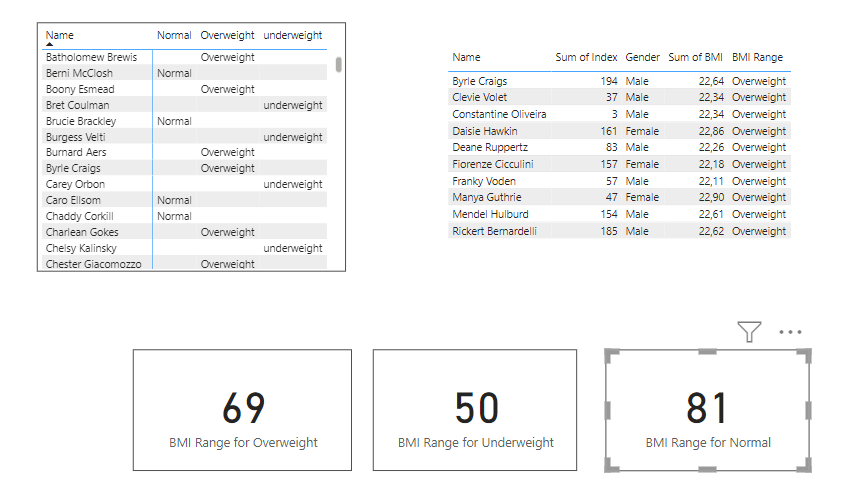 Name Normal Overweight underweight
Batholomew Brewis Overweight
Berni McClosh Normal
Boony Esmead Overweight
Bret Coulman underweight
Brucie Brackley Normal
Burgess Velti underweight
Burnard Aers Overweight
Byrle Craigs Overweight
Carey Orbon underweight
Caro Ellsom Normal
Chaddy Corkill Normal
Charlean Gokes Overweight
Chelsy Kalinsky underweight
Chester Giacomozzo Overweight
Name Sum of Index Gender Sum of BMI BMI Range
Byrle Craigs 194 Male 22,64 Overweight
Clevie Volet 37 Male 22,34 Overweight
Constantine Oliveira 3 Male 22,34 Overweight
Daisie Hawkin 161 Female 22,86 Overweight
Deane Ruppertz 83 Male 22,26 Overweight
Fiorenze Cicculini 157 Female 22,18 Overweight
Franky Voden 57 Male 22,11 Overweight
Manya Guthrie 47 Female 22,90 Overweight
Mendel Hulburd 154 Male 22,61 Overweight
Rickert Bernardelli 185 Male 22,62 Overweight
69
BMI Range for Overweight
50
BMI Range for Underweight
81
BMI Range for Normal